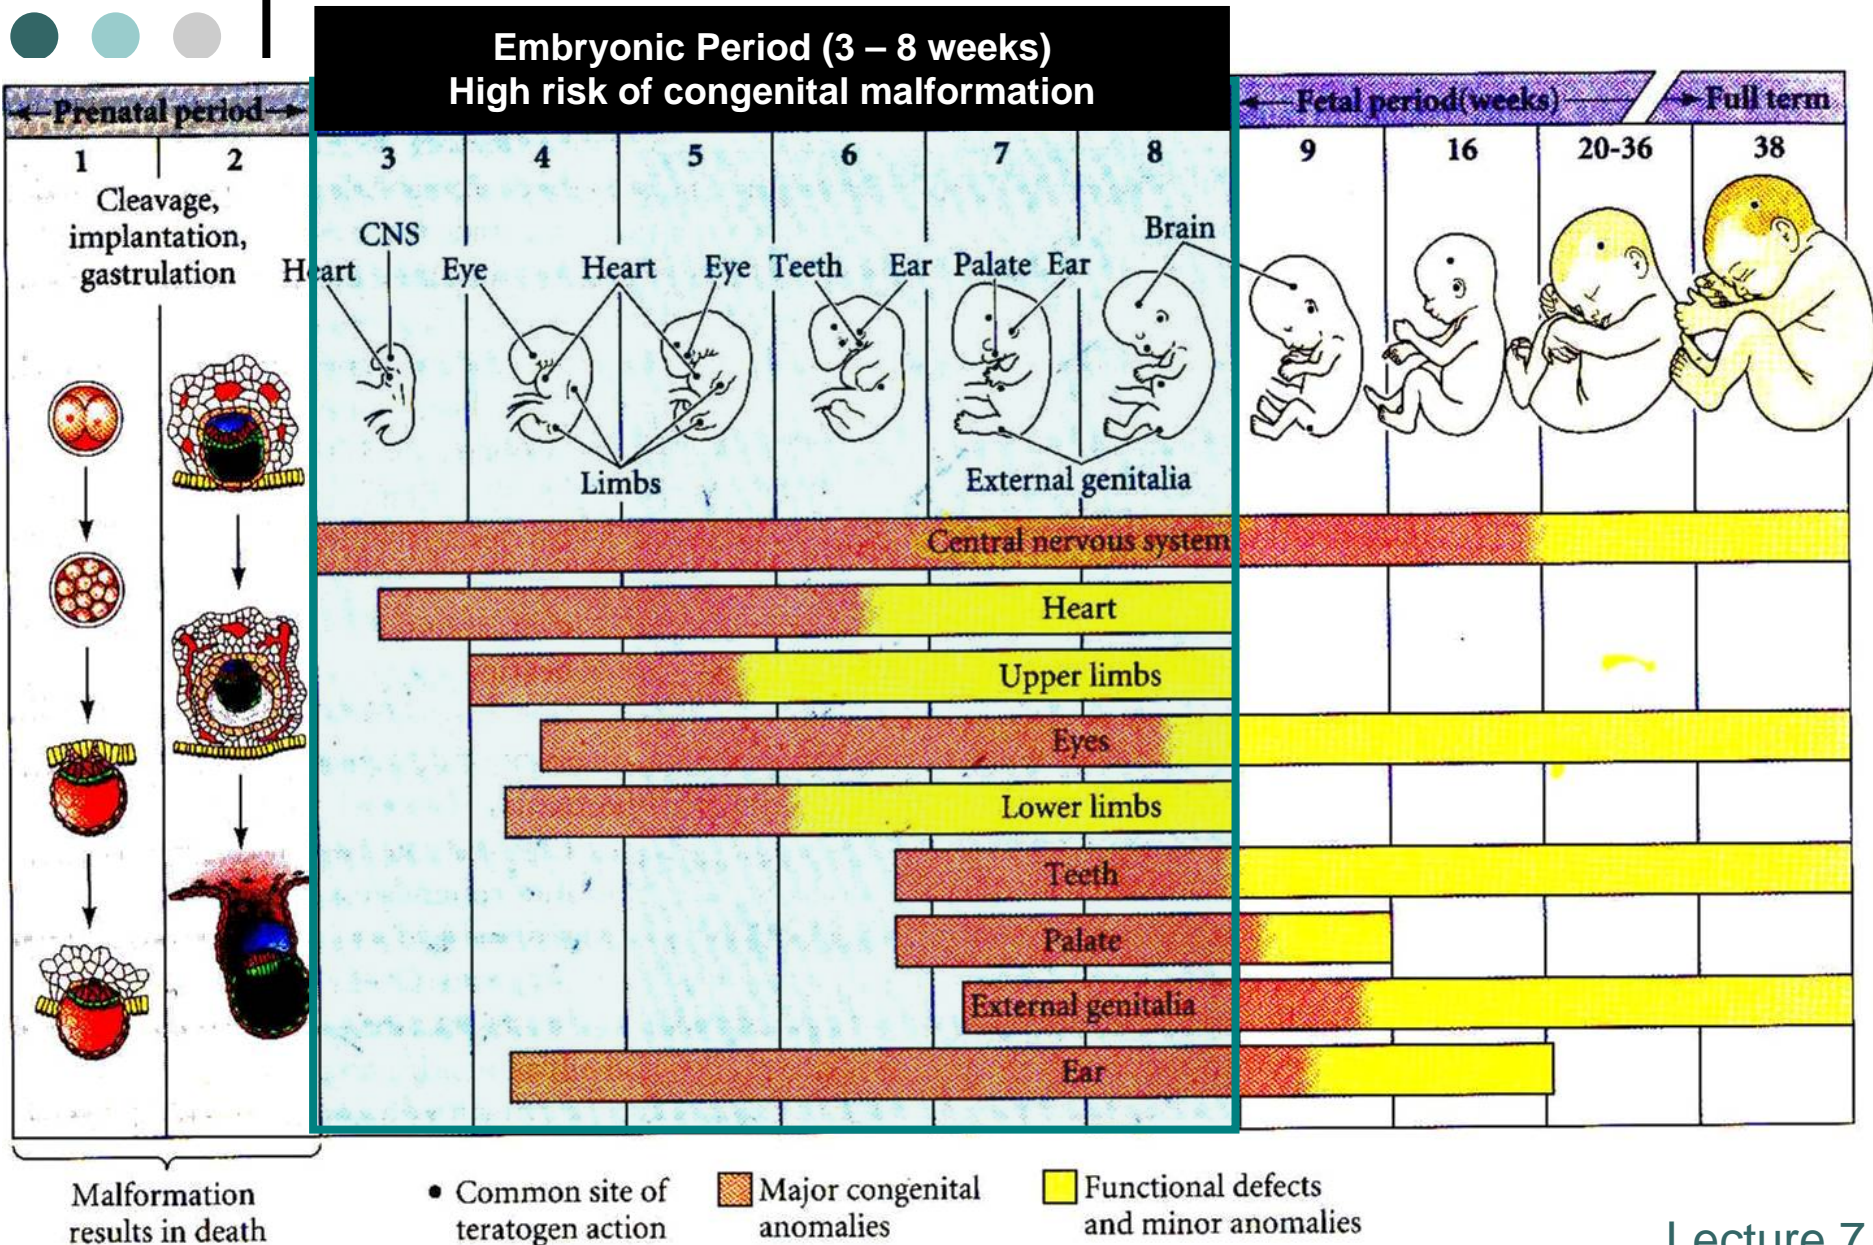 Embryonic Period (3 – 8 weeks)
High risk of congenital malformation
Prenatal period
Fetal period(weeks)
Full term
1
2
3
4
5
6
7
8
9
16
20-36
38
Cleavage,
implantation,
gastrulation
Heart
CNS
Eye
Heart
Eye
Teeth
Ear
Palate
Ear
Brain
Limbs
External genitalia
Central nervous system
Heart
Upper limbs
Eyes
Lower limbs
Teeth
Palate
External genitalia
Ear
Malformation
results in death
• Common site of
teratogen action
Major congenital
anomalies
Functional defects
and minor anomalies
Lecture 7